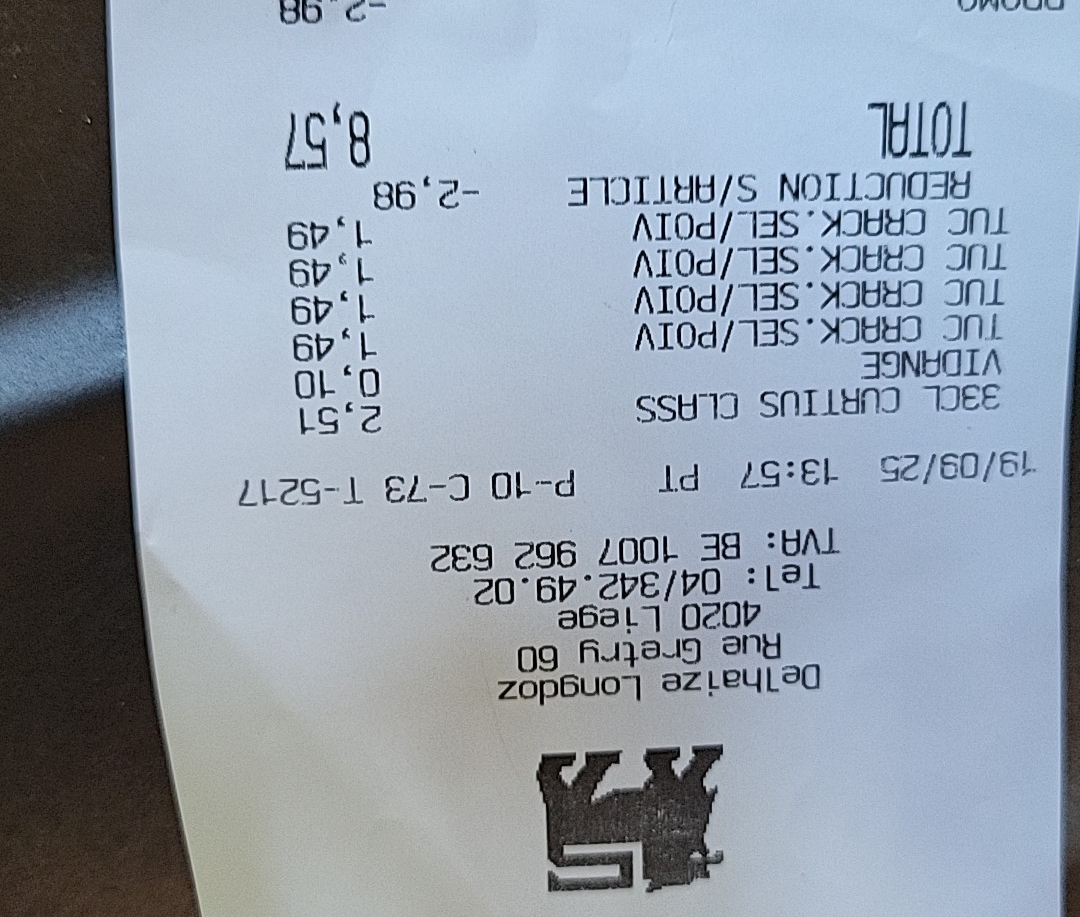 Delhaize Longdoz
Rue Gretry 60
4020 Liege
Tel: 04/342.49.02
TVA: BE 1007 962 632
19/09/25 13:57 PT P-10 C-73 T-5217
33CL CURTIUS CLASS 2,51
VIDANGE 0,10
TUC CRACK.SEL/POIV 1,49
TUC CRACK.SEL/POIV 1,49
TUC CRACK.SEL/POIV 1,49
TUC CRACK.SEL/POIV 1,49
REDUCTION S/ARTICLE -2,98
TOTAL 8,57
PROMO -2,98